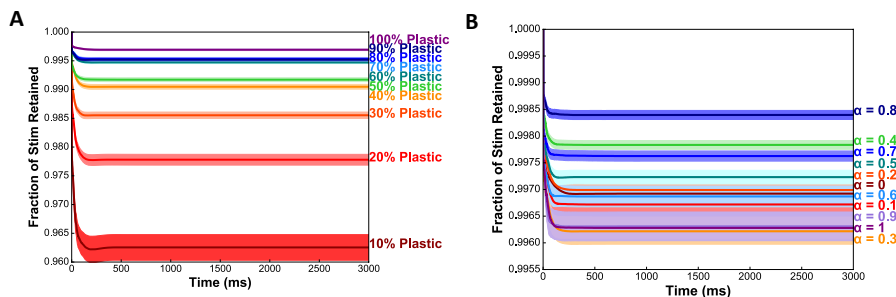 A
Fraction of Stim Retained
1.000
0.995
0.990
0.985
0.980
0.975
0.970
0.965
0.960
0
500
1000
1500
2000
2500
3000
Time (ms)
100% Plastic
90% Plastic
80% Plastic
70% Plastic
60% Plastic
50% Plastic
40% Plastic
30% Plastic
20% Plastic
10% Plastic
B
Fraction of Stim Retained
1.0000
0.9995
0.9990
0.9985
0.9980
0.9975
0.9970
0.9965
0.9960
0.9955
0
500
1000
1500
2000
2500
3000
Time (ms)
α = 0.8
α = 0.4
α = 0.7
α = 0.5
α = 0.2
α = 0
α = 0.6
α = 0.1
α = 0.9
α = 1
α = 0.3